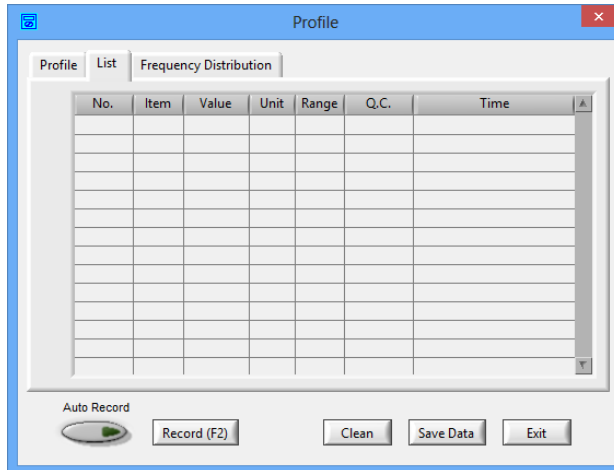 Profile
Profile List Frequency Distribution
No. Item Value Unit Range Q.C. Time
Auto Record
Record (F2) Clean Save Data Exit